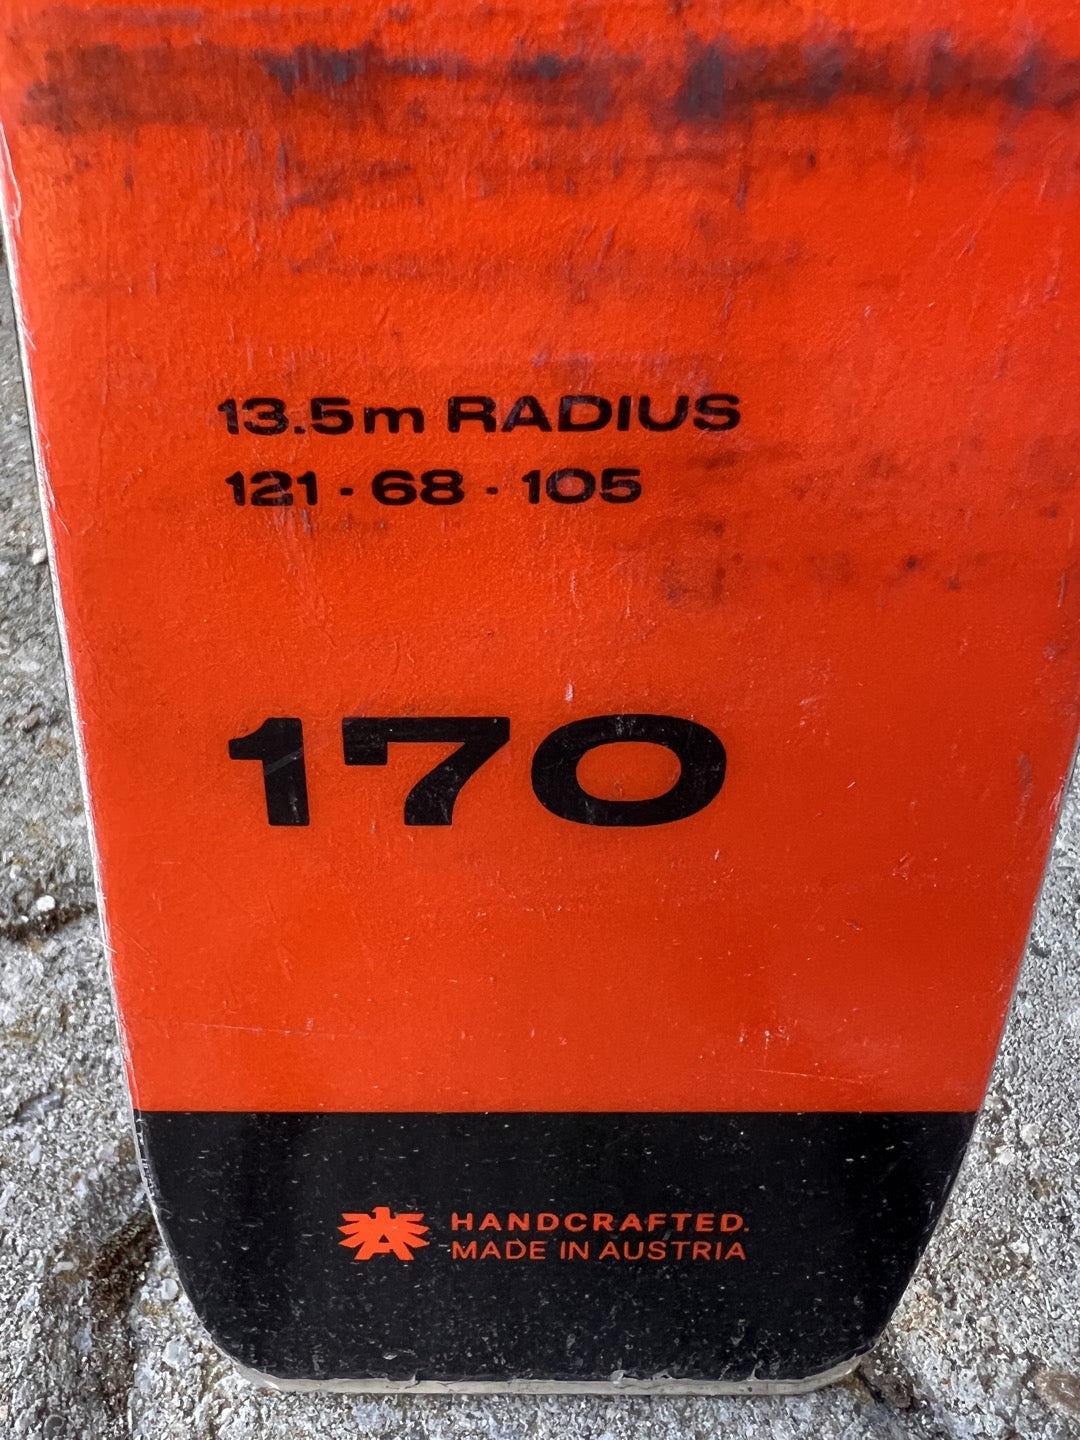 13.5m RADIUS
121 - 68 - 105
170
HANDCRAFTED.
MADE IN AUSTRIA